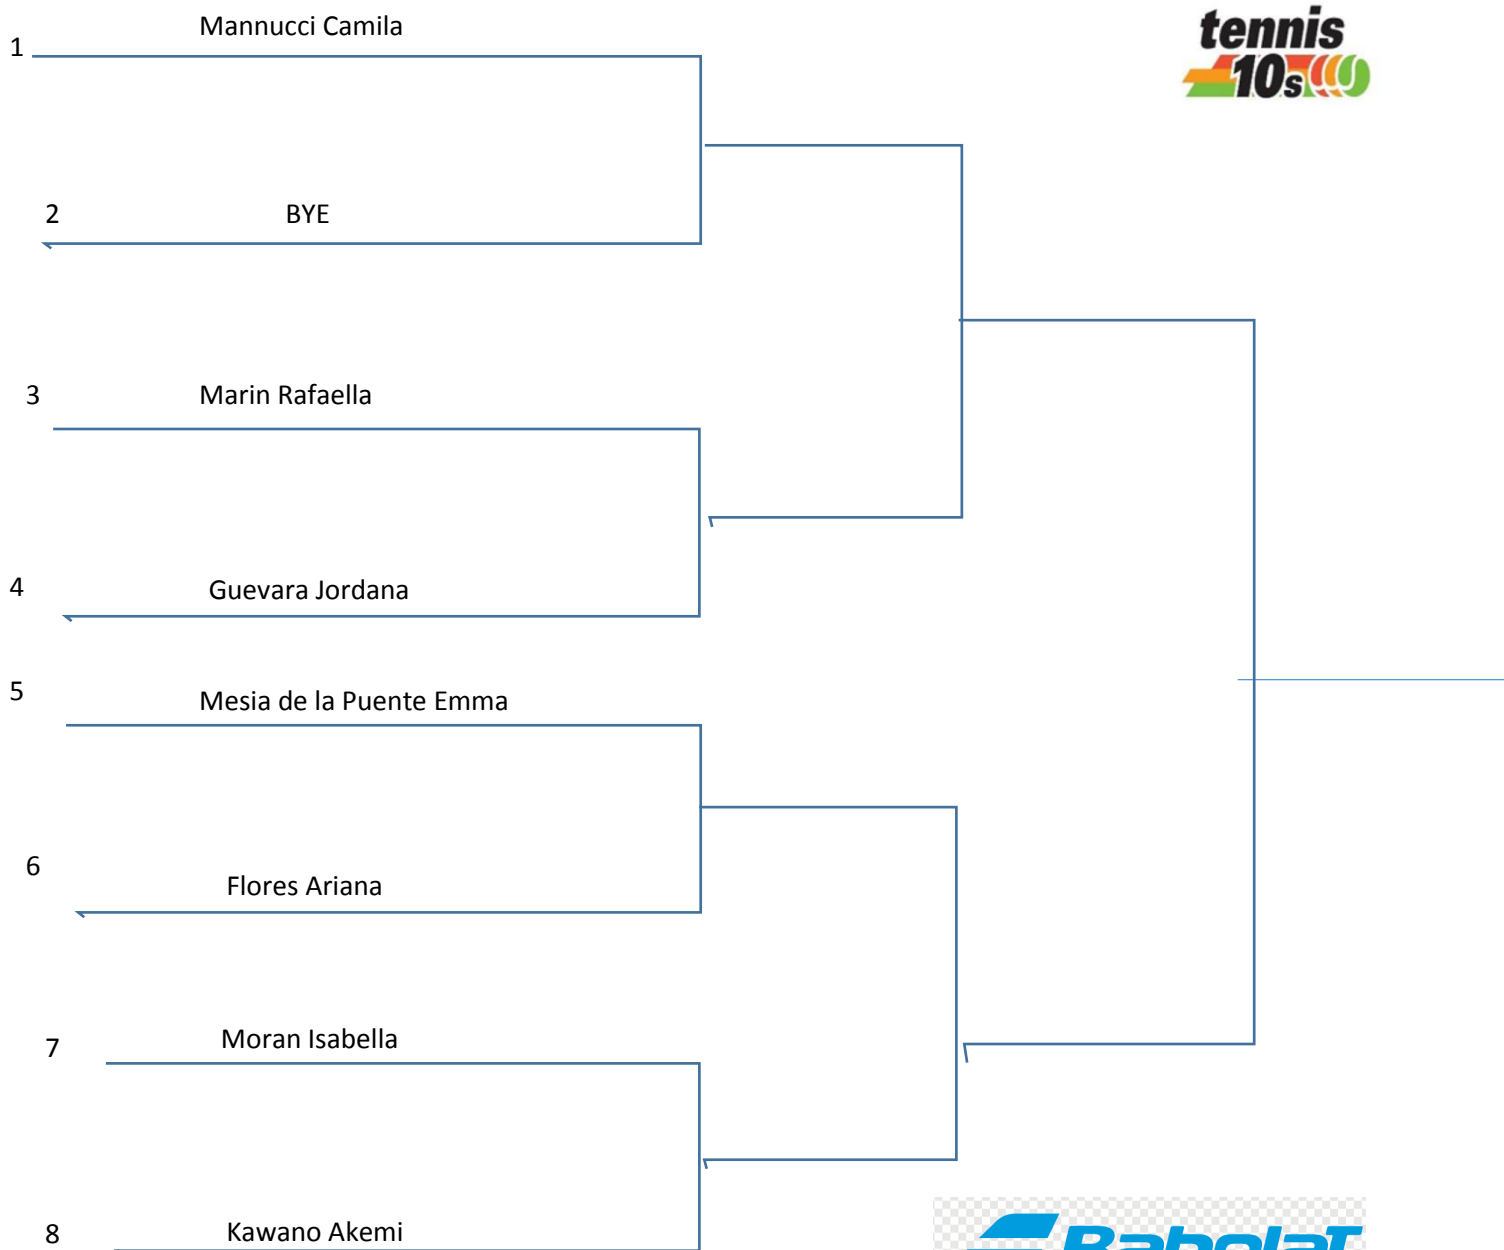 tennis
10s
1 Mannucci Camila
2 BYE
3 Marin Rafaella
4 Guevara Jordana
5 Mesia de la Puente Emma
6 Flores Ariana
7 Moran Isabella
8 Kawano Akemi
BabolaT